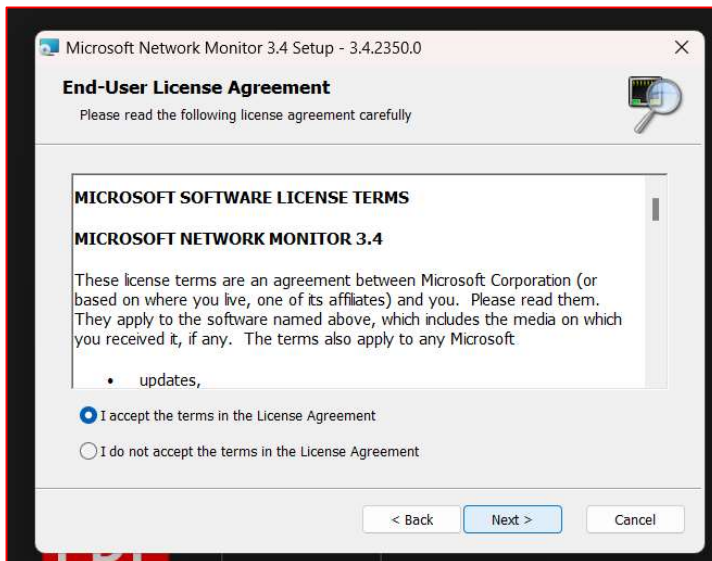 Microsoft Network Monitor 3.4 Setup - 3.4.2350.0
End-User License Agreement
Please read the following license agreement carefully
MICROSOFT SOFTWARE LICENSE TERMS
MICROSOFT NETWORK MONITOR 3.4
These license terms are an agreement between Microsoft Corporation (or
based on where you live, one of its affiliates) and you. Please read them.
They apply to the software named above, which includes the media on which
you received it, if any. The terms also apply to any Microsoft
• updates,
I accept the terms in the License Agreement
I do not accept the terms in the License Agreement
< Back Next > Cancel